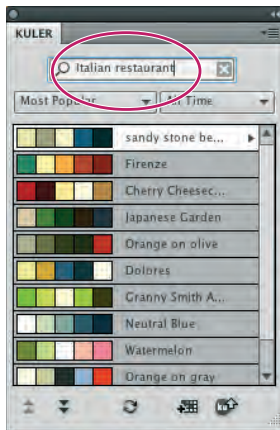 KULER
Italian restaurant
Most Popular All Time
sandy stone be...
Firenze
Cherry Cheesec...
Japanese Garden
Orange on olive
Dolores
Granny Smith A...
Neutral Blue
Watermelon
Orange on gray